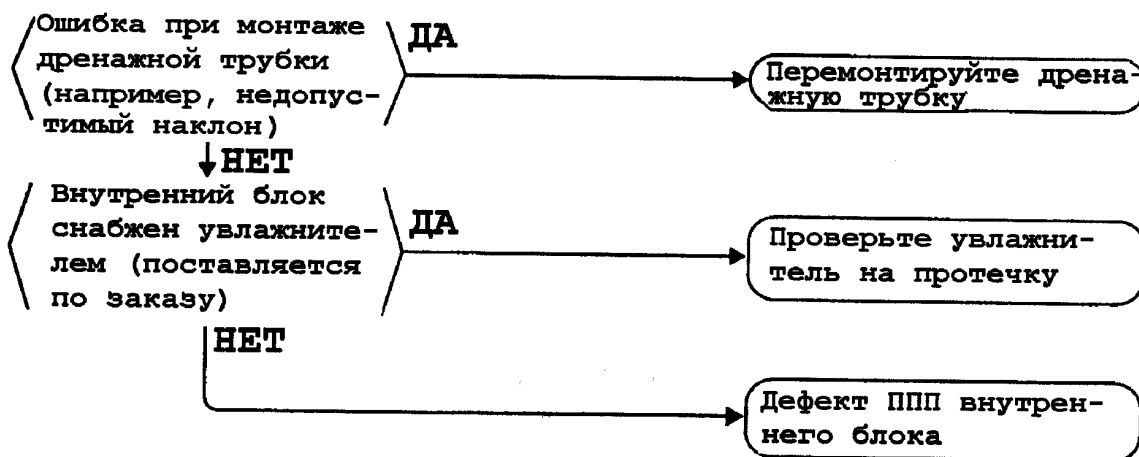 Ошибка при монтаже
дренажной трубки
(например, недопус-
тимый наклон)
ДА
Перемонтируйте дрена-
жную трубку
НЕТ
Внутренний блок
снабжен увлажните-
лем (поставляется
по заказу)
ДА
Проверьте увлажни-
тель на протечку
НЕТ
Дефект ППП внутрен-
него блока